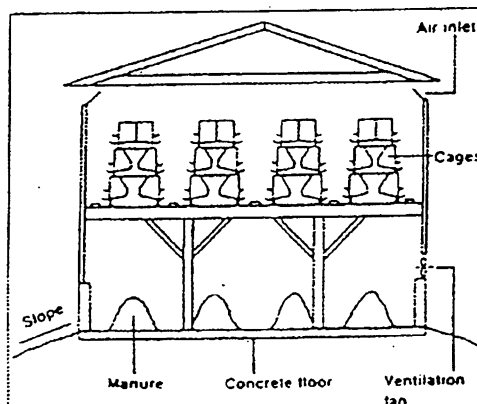 Air inlet
Cages
Slope
Manure
Concrete floor
Ventilation
fan